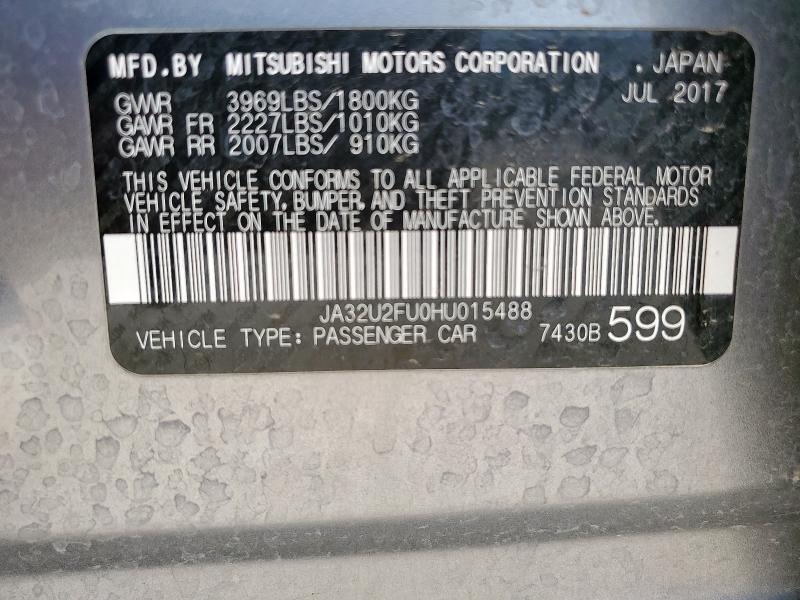 MFD.BY MITSUBISHI MOTORS CORPORATION . JAPAN
GVWR 3969LBS/1800KG JUL 2017
GAWR FR 2227LBS/1010KG
GAWR RR 2007LBS/ 910KG
THIS VEHICLE CONFORMS TO ALL APPLICABLE FEDERAL MOTOR
VEHICLE SAFETY, BUMPER, AND THEFT PREVENTION STANDARDS
IN EFFECT ON THE DATE OF MANUFACTURE SHOWN ABOVE.
JA32U2FU0HU015488
VEHICLE TYPE: PASSENGER CAR 7430B 599